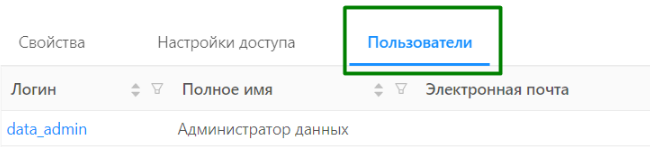 Свойства Настройки доступа Пользователи
Логин Полное имя Электронная почта
data_admin Администратор данных